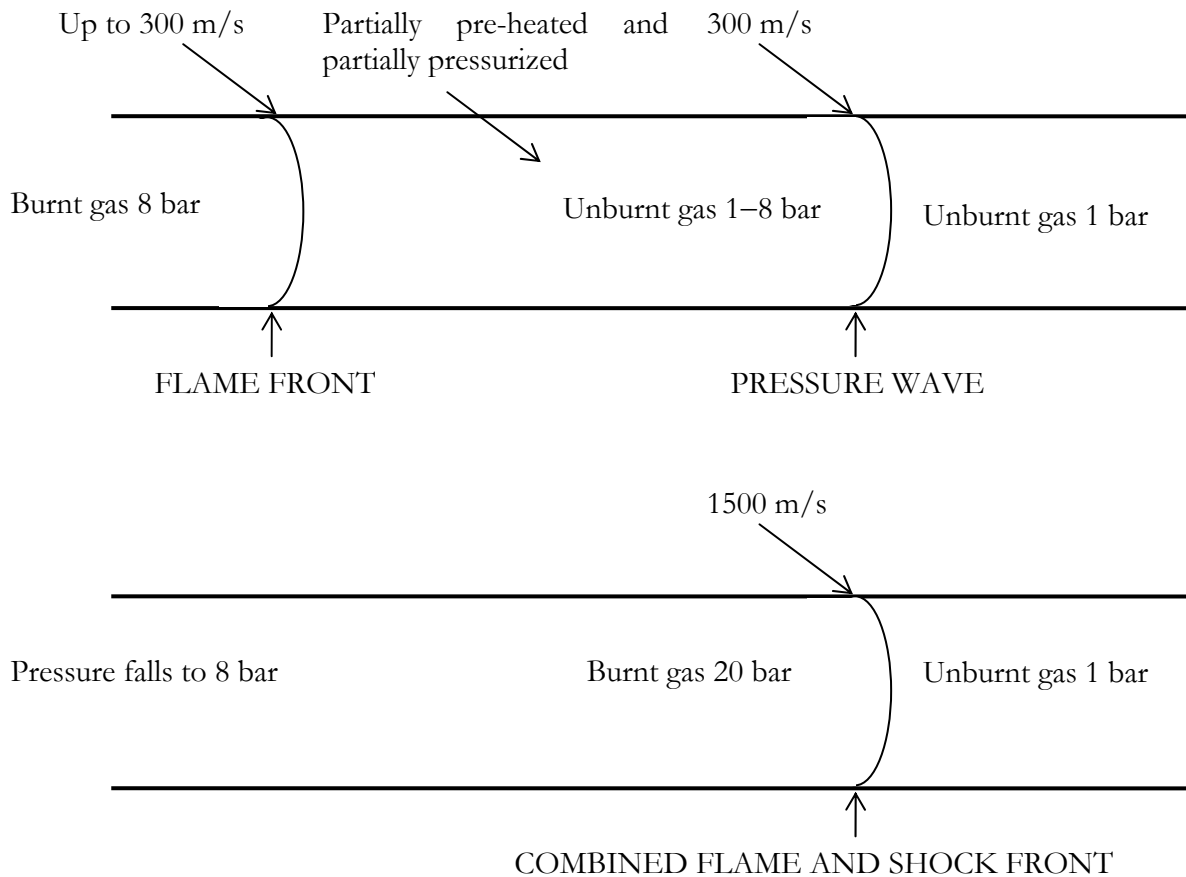 Up to 300 m/s
Partially pre-heated and
partially pressurized
300 m/s
Burnt gas 8 bar
Unburnt gas 1–8 bar
Unburnt gas 1 bar
FLAME FRONT
PRESSURE WAVE
1500 m/s
Pressure falls to 8 bar
Burnt gas 20 bar
Unburnt gas 1 bar
COMBINED FLAME AND SHOCK FRONT